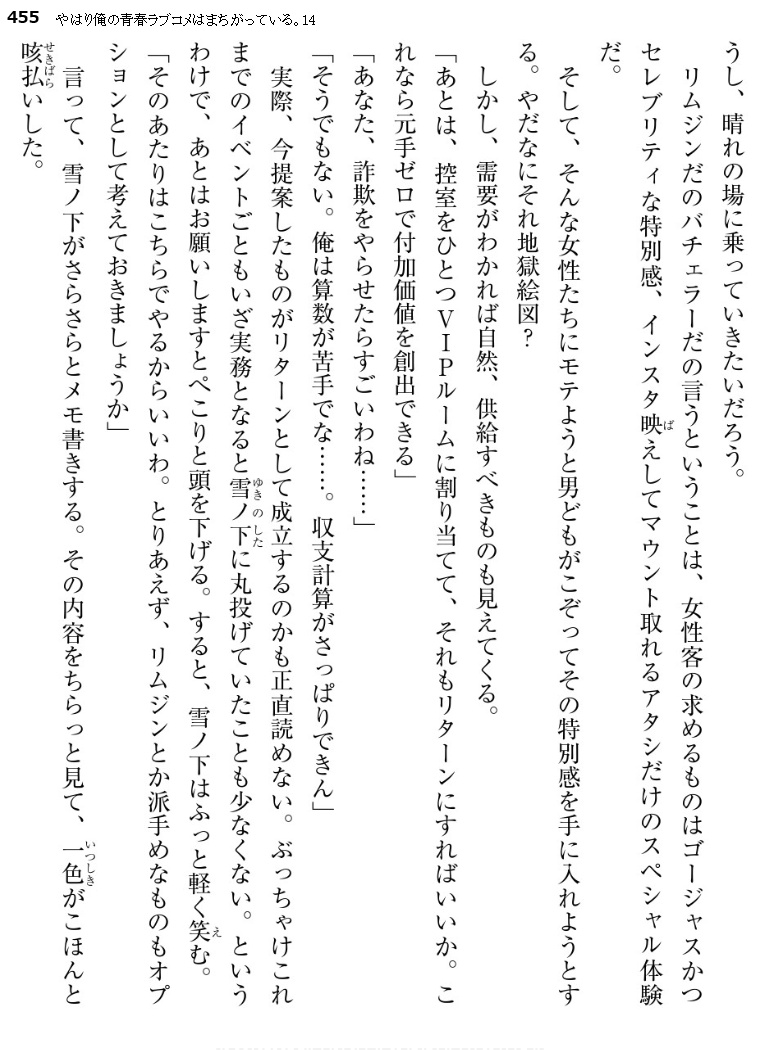 455 やはり俺の青春ラブコメはまちがっている。14
うし、晴れの場に乗っていきたいだろう。
リムジンだのバチェラーだの言うということは、女性客の求めるものはゴージャスかつ
セレブリティな特別感、インスタ映えしてマウント取れるアタシだけのスペシャル体験
だ。
そして、そんな女性たちにモテようと男どもがこぞってその特別感を手に入れようとす
る。やだなにそれ地獄絵図?
しかし、需要がわかれば自然、供給すべきものも見えてくる。
「あとは、控室をひとつVIPルームに割り当てて、それもリターンにすればいいか。こ
れなら元手ゼロで付加価値を創出できる」
「あなた、詐欺をやらせたらすごいわね……」
「そうでもない。俺は算数が苦手でな……。収支計算がさっぱりできん」
実際、今提案したものがリターンとして成立するのかも正直読めない。ぶっちゃけこれ
までのイベントごともいざ実務となると雪ノ下に丸投げていたことも少なくない。という
わけで、あとはお願いしますとぺこりと頭を下げる。すると、雪ノ下はふっと軽く笑む。
「そのあたりはこちらでやるからいいわ。とりあえず、リムジンとか派手めなものもオプ
ションとして考えておきましょうか」
言って、雪ノ下がさらさらとメモ書きする。その内容をちらっと見て、一色がこほんと
咳払いした。